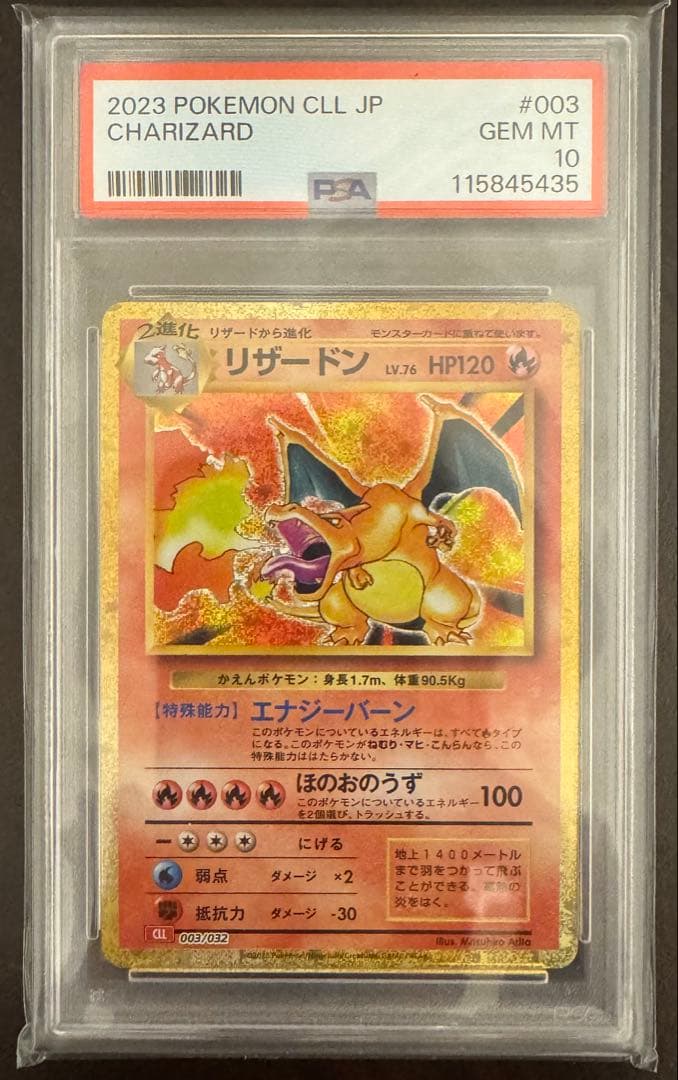 2023 POKEMON CLL JP #003
CHARIZARD GEM MT
10
PSA 115845435
2進化 リザードから進化 モンスターカードに重ねて使います。
リザードン LV.76 HP120
かえんポケモン:身長1.7m、体重90.5Kg
【特殊能力】エナジーバーン
このポケモンについているエネルギーは、すべてタイプ
になる。このポケモンがねむり・マヒ・こんらんなら、この
特殊能力ははたらかない。
ほのおのうず 100
このポケモンについているエネルギー
を2個選び、トラッシュする。
にげる
弱点 ダメージ ×2
抵抗力 ダメージ -30
地上1400メートル
まで羽をつかって飛ぶ
ことができる。高熱の
炎をはく。
CLL 003/032
Illus. Mitsuhiro Arita